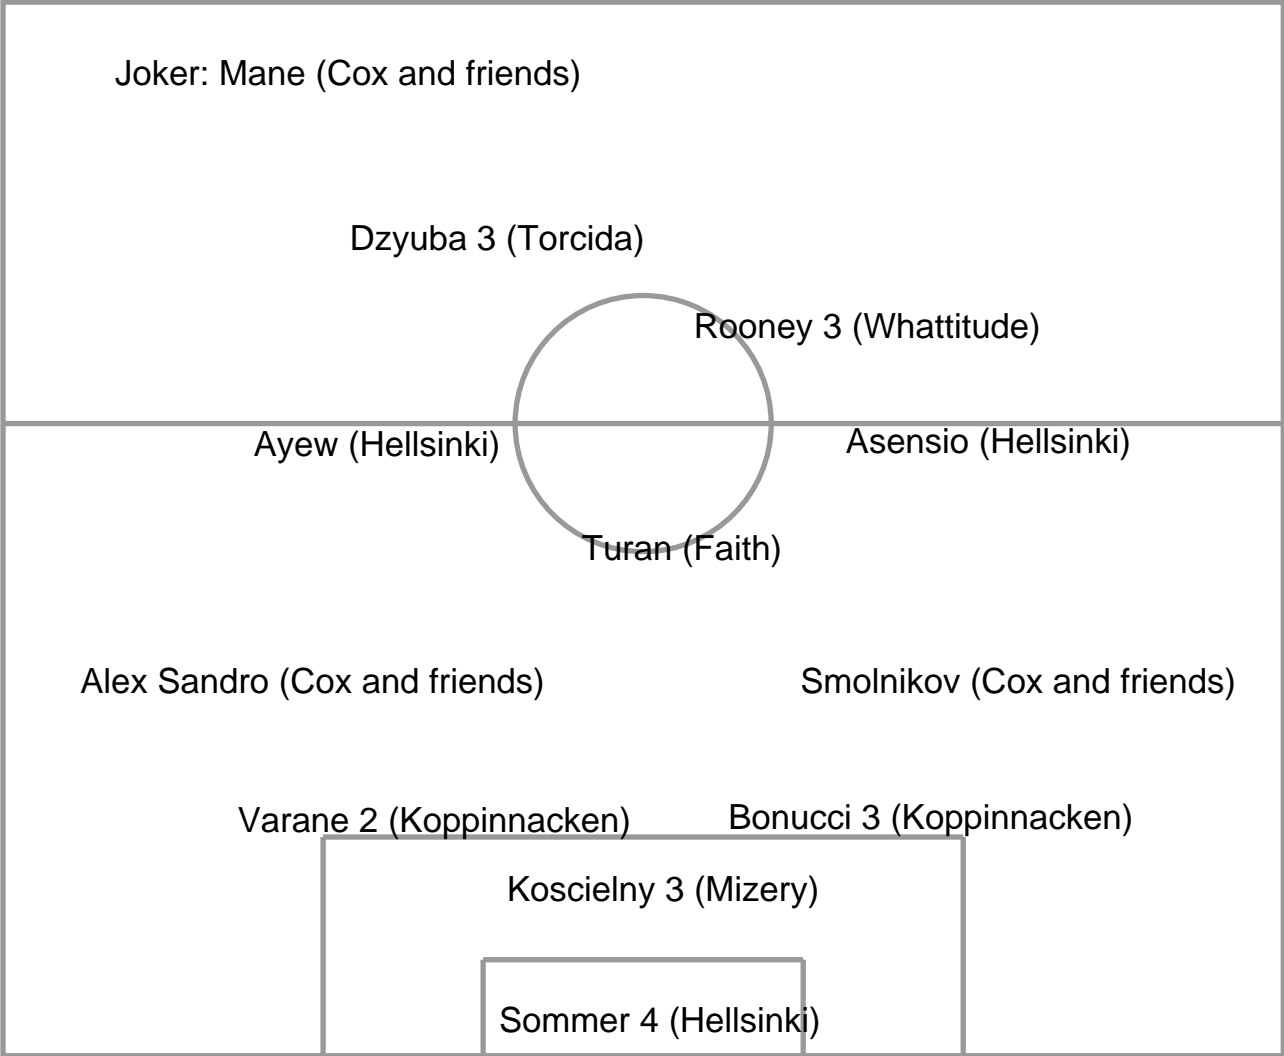 Joker: Mane (Cox and friends)
Dzyuba 3 (Torcida)
Rooney 3 (Whattitude)
Ayew (Hellsinki)
Asensio (Hellsinki)
Turan (Faith)
Alex Sandro (Cox and friends)
Smolnikov (Cox and friends)
Varane 2 (Koppinnacken)
Bonucci 3 (Koppinnacken)
Koscielny 3 (Mizery)
Sommer 4 (Hellsinki)